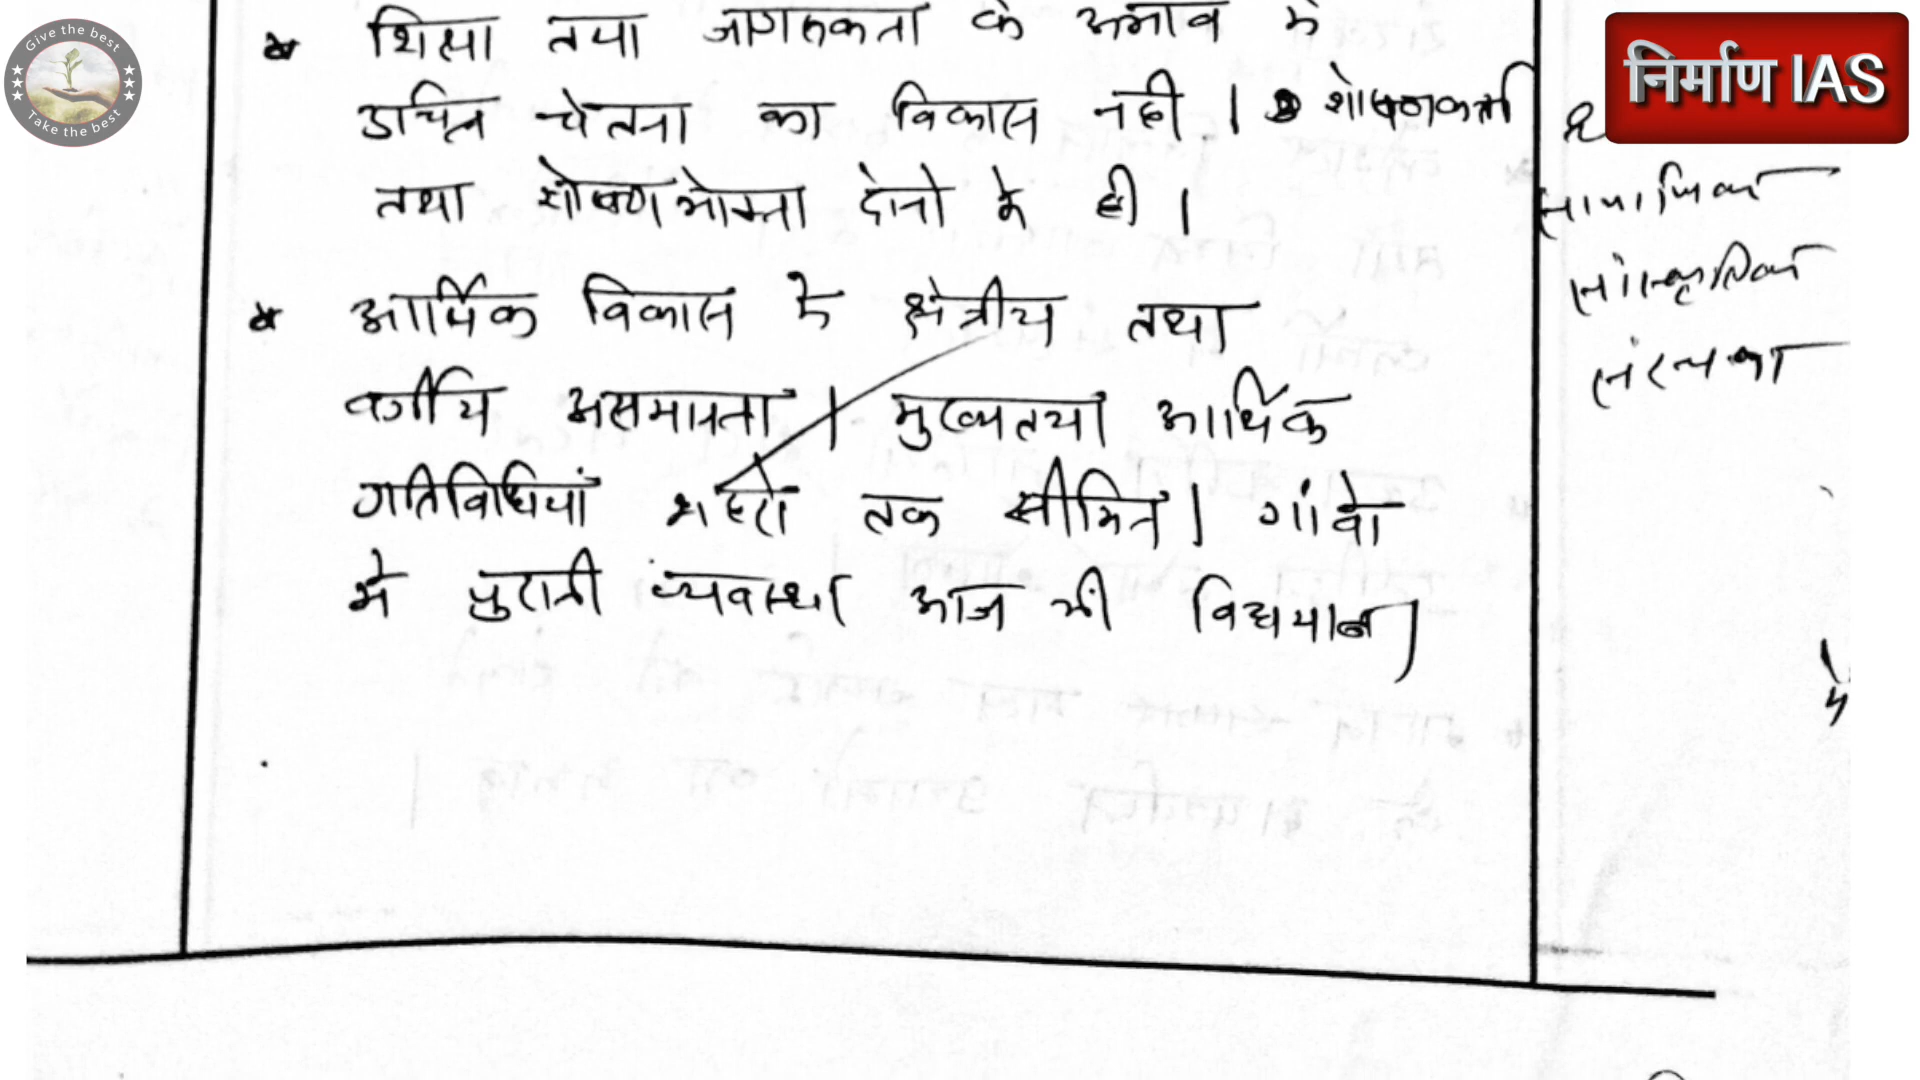 Give the best
Take the best
निर्माण IAS
* शिक्षा तथा जागरूकता के अभाव में
उचित चेतना का विकास नहीं । शोषणकर्ता
तथा शोषणभोक्ता दोनो में ही ।
* आर्थिक विकास में क्षेत्रीय तथा
वर्गीय असमानता । मुख्यतया आर्थिक
गतिविधियां शहरो तक सीमित । गांवो
मे पुरानी व्यवस्था आज भी विद्यमान ।
सामाजिक
सांस्कृतिक
संरचना